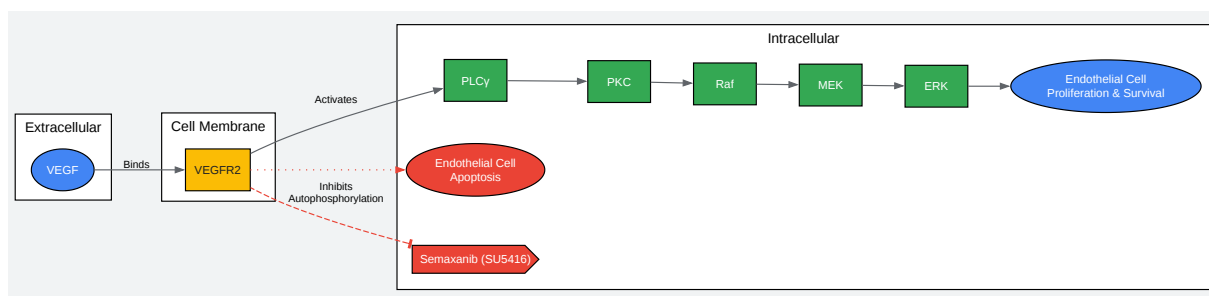 Intracellular
PLCγ
PKC
Raf
MEK
ERK
Endothelial Cell
Proliferation & Survival
Activates
Extracellular
VEGF
Binds
Cell Membrane
VEGFR2
Endothelial Cell
Apoptosis
Inhibits
Autophosphorylation
Semaxanib (SU5416)